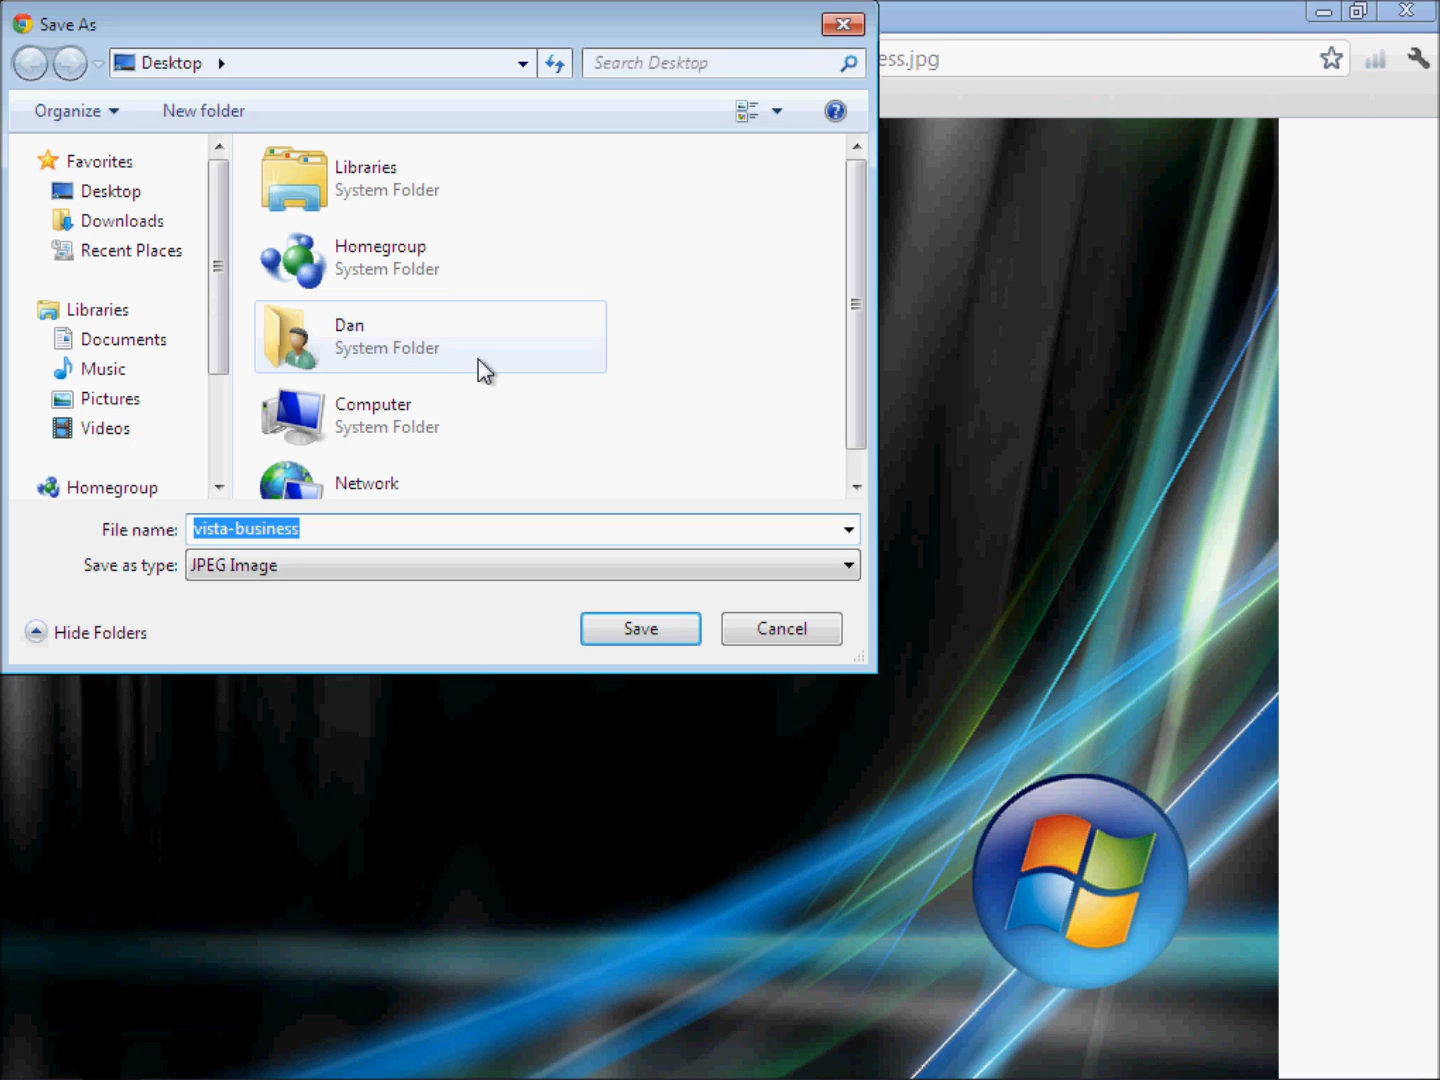 Save As
Desktop
Search Desktop
ess.jpg
Organize
New folder
Favorites
Desktop
Downloads
Recent Places
Libraries
Documents
Music
Pictures
Videos
Homegroup
Libraries
System Folder
Homegroup
System Folder
Dan
System Folder
Computer
System Folder
Network
File name: vista-business
Save as type: JPEG Image
Hide Folders
Save
Cancel